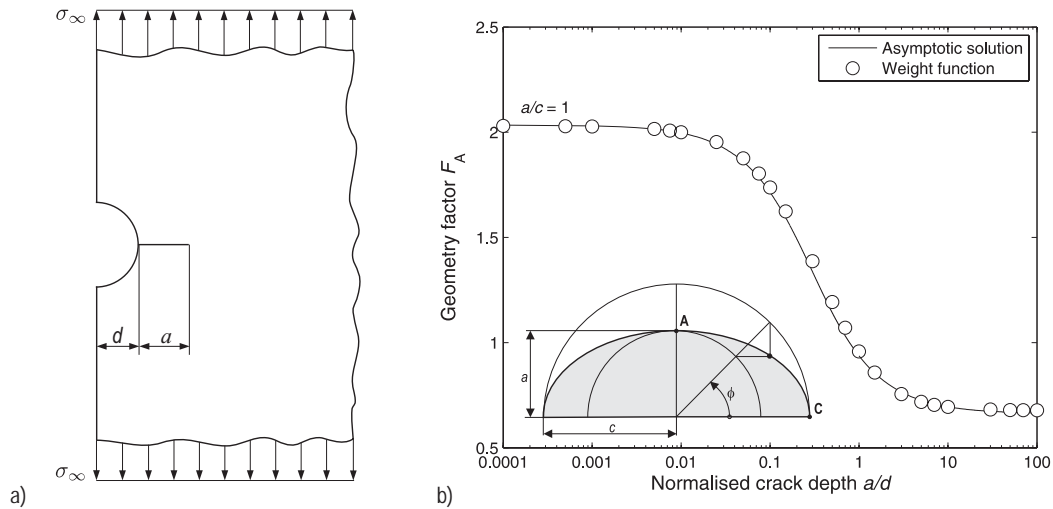 σ∞
d
a
σ∞
a)
2.5
2
1.5
1
0.5
Geometry factor F_A
Asymptotic solution
Weight function
a/c = 1
A
a
ϕ
C
c
0.0001
0.001
0.01
0.1
1
10
100
Normalised crack depth a/d
b)